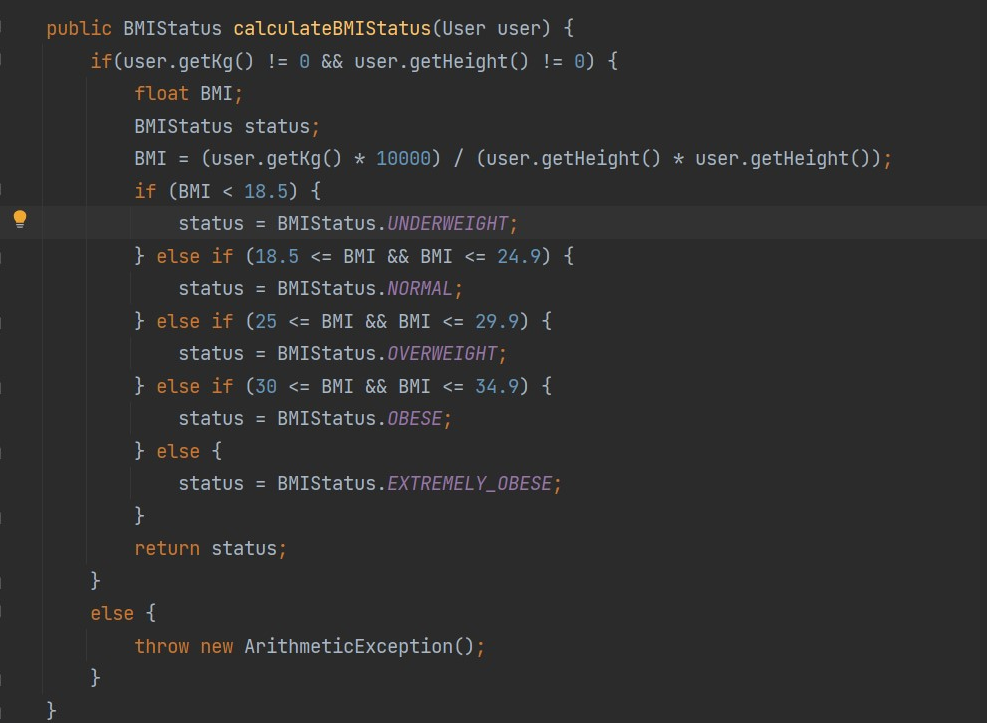 public BMIStatus calculateBMIStatus(User user) {
if(user.getKg() != 0 && user.getHeight() != 0) {
float BMI;
BMIStatus status;
BMI = (user.getKg() * 10000) / (user.getHeight() * user.getHeight());
if (BMI < 18.5) {
status = BMIStatus.UNDERWEIGHT;
} else if (18.5 <= BMI && BMI <= 24.9) {
status = BMIStatus.NORMAL;
} else if (25 <= BMI && BMI <= 29.9) {
status = BMIStatus.OVERWEIGHT;
} else if (30 <= BMI && BMI <= 34.9) {
status = BMIStatus.OBESE;
} else {
status = BMIStatus.EXTREMELY_OBESE;
}
return status;
}
else {
throw new ArithmeticException();
}
}